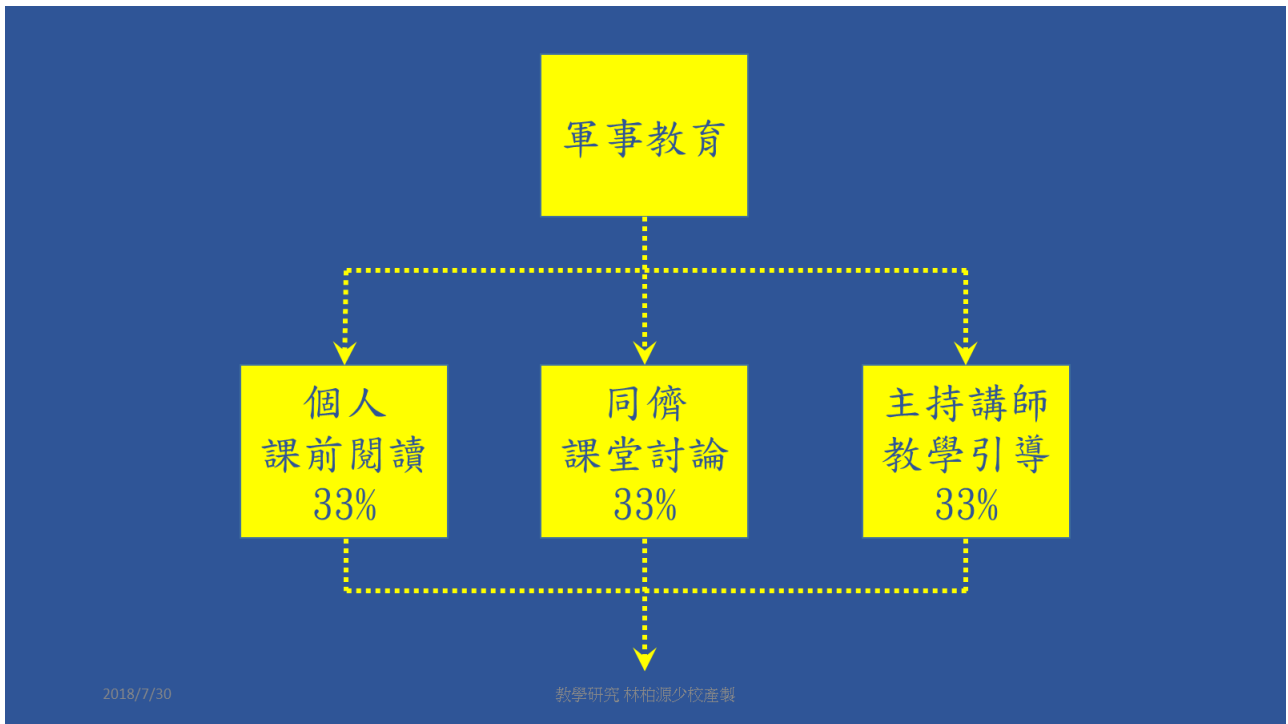 軍事教育
個人
課前閱讀
33%
同儕
課堂討論
33%
主持講師
教學引導
33%
2018/7/30
教學研究 林柏源少校產製